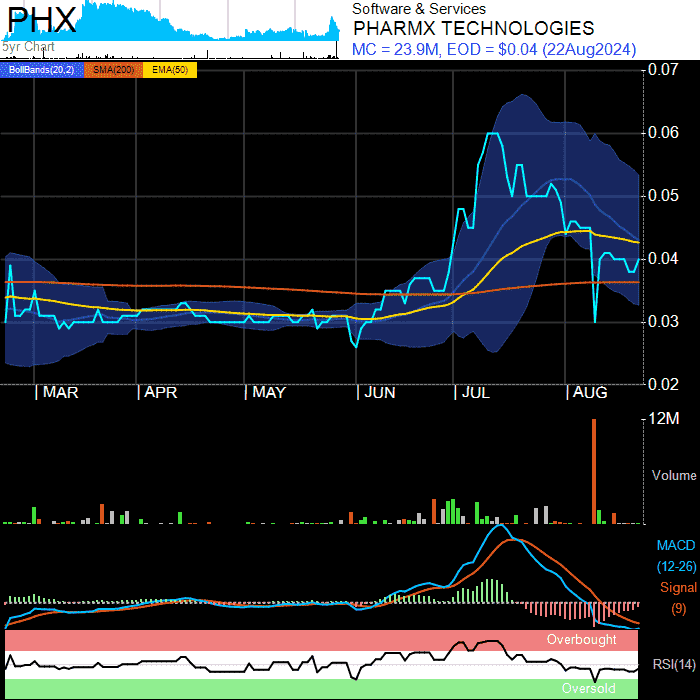 PHX
5yr Chart
Software & Services
PHARMX TECHNOLOGIES
MC = 23.9M, EOD = $0.04 (22Aug2024)
BollBands(20,2) SMA(200) EMA(50)
0.07
0.06
0.05
0.04
0.03
0.02
| MAR | APR | MAY | JUN | JUL | AUG
12M
Volume
MACD
(12-26)
Signal
(9)
Overbought
RSI(14)
Oversold